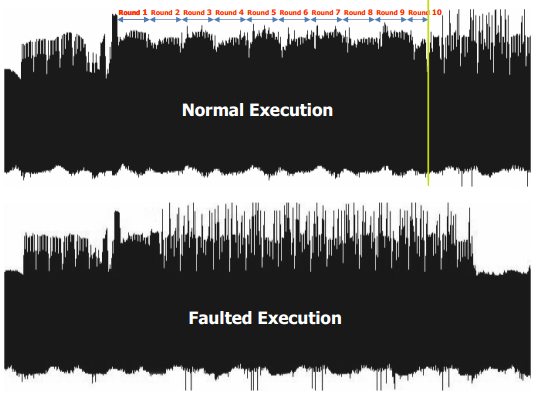 Round 1 Round 2 Round 3 Round 4 Round 5 Round 6 Round 7 Round 8 Round 9 Round 10
Normal Execution
Faulted Execution